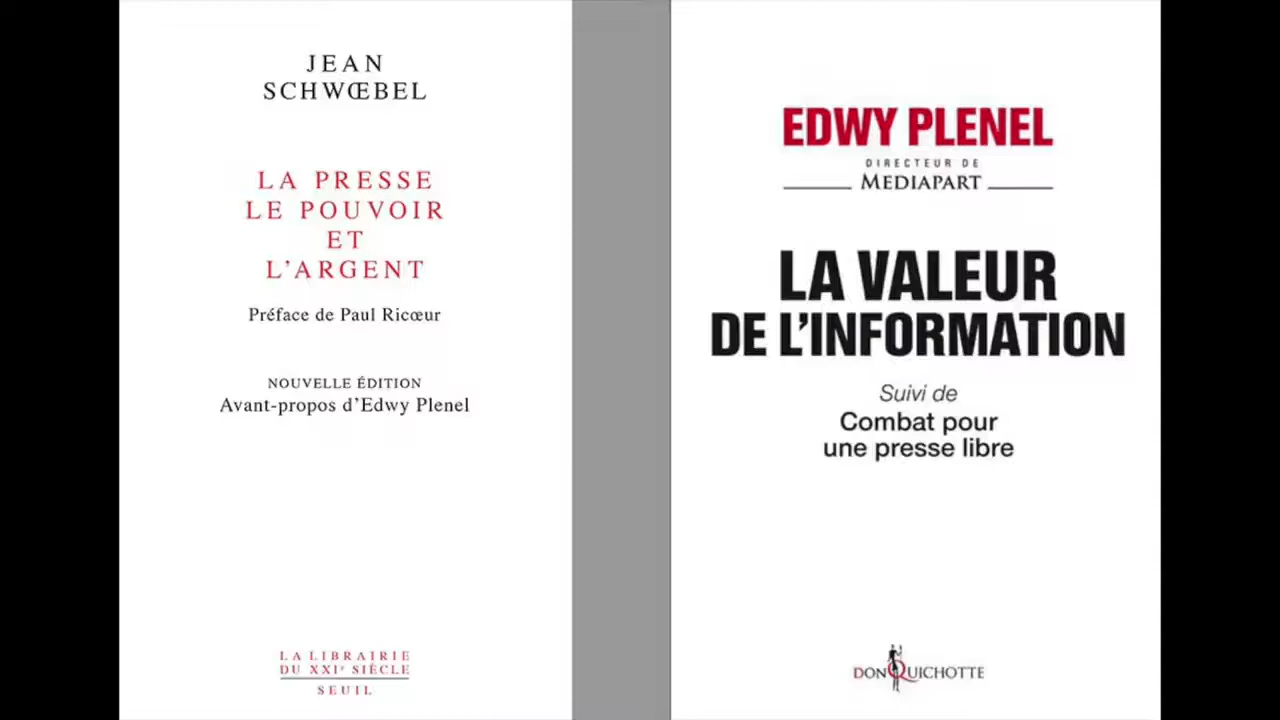 JEAN
SCHWŒBEL
LA PRESSE
LE POUVOIR
ET
L'ARGENT
Préface de Paul Ricœur
NOUVELLE ÉDITION
Avant-propos d'Edwy Plenel
LA LIBRAIRIE
DU XXIe SIÈCLE
SEUIL
EDWY PLENEL
DIRECTEUR DE
MEDIAPART
LA VALEUR
DE L'INFORMATION
Suivi de
Combat pour
une presse libre
DONQUICHOTTE